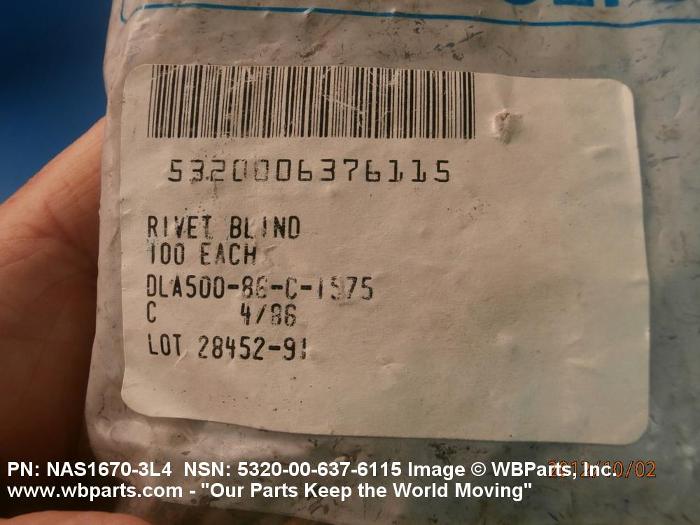 5320006376115
RIVET BLIND
100 EACH
DLA500-86-C-1575
C 4/86
LOT 28452-91
PN: NAS1670-3L4 NSN: 5320-00-637-6115 Image © WBParts, Inc.
www.wbparts.com - "Our Parts Keep the World Moving"